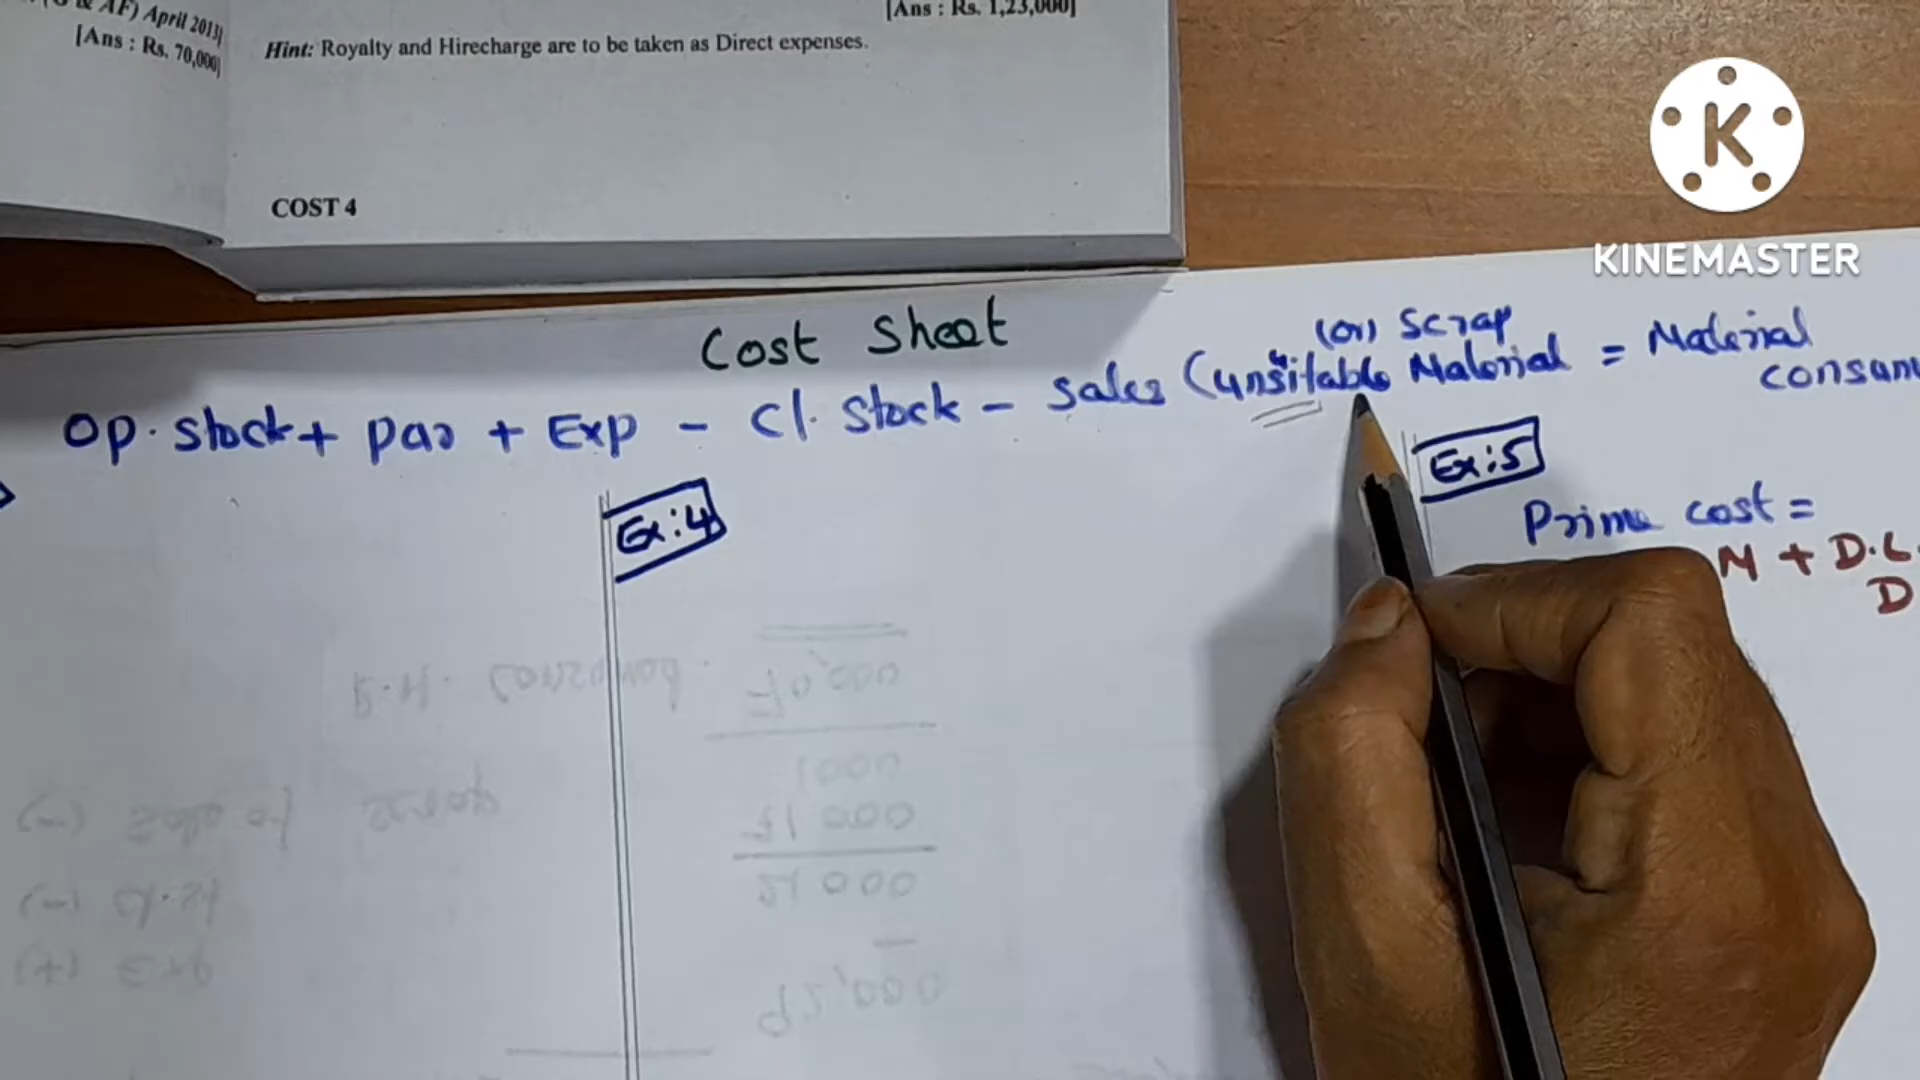 (G & AF) April 2013]
[Ans : Rs. 70,000]
[Ans : Rs. 1,23,000]
Hint: Royalty and Hirecharge are to be taken as Direct expenses.
COST 4
KINEMASTER
Cost Sheet
(or) Scrap
Op. Stock + pur + Exp - Cl. Stock - Sales (unsuitable Material = Material
consum
Ex:4
Ex:5
Prime cost =
M + D.L.
D